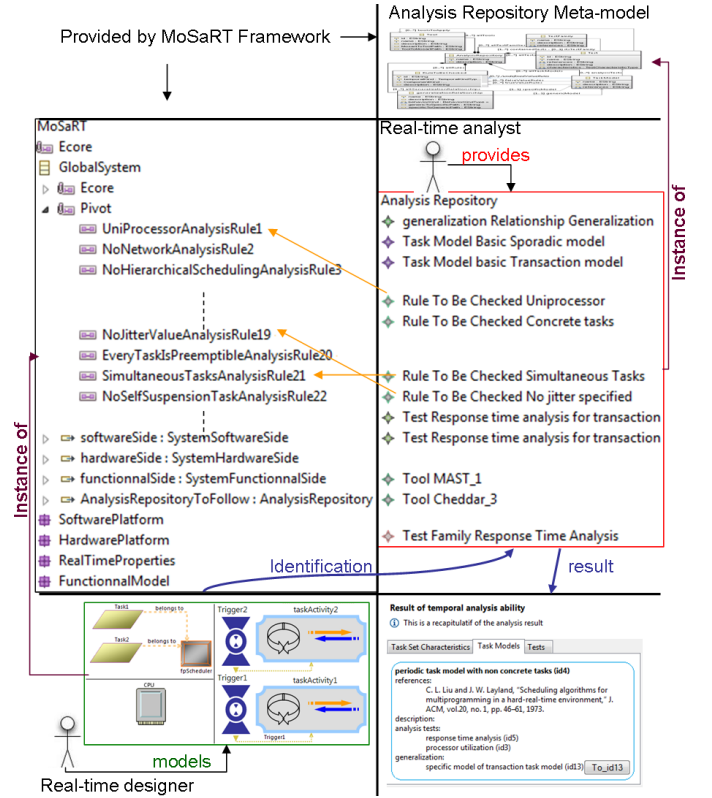 Provided by MoSaRT Framework
Analysis Repository Meta-model
MoSaRT
Ecore
GlobalSystem
Ecore
Pivot
UniProcessorAnalysisRule1
NoNetworkAnalysisRule2
NoHierarchicalSchedulingAnalysisRule3
NoJitterValueAnalysisRule19
EveryTaskIsPreemptibleAnalysisRule20
SimultaneousTasksAnalysisRule21
NoSelfSuspensionTaskAnalysisRule22
softwareSide : SystemSoftwareSide
hardwareSide : SystemHardwareSide
functionnalSide : SystemFunctionnalSide
AnalysisRepositoryToFollow : AnalysisRepository
SoftwarePlatform
HardwarePlatform
RealTimeProperties
FunctionnalModel
Instance of
Real-time analyst
provides
Analysis Repository
generalization Relationship Generalization
Task Model Basic Sporadic model
Task Model basic Transaction model
Rule To Be Checked Uniprocessor
Rule To Be Checked Concrete tasks
Rule To Be Checked Simultaneous Tasks
Rule To Be Checked No jitter specified
Test Response time analysis for transaction
Test Response time analysis for transaction
Tool MAST_1
Tool Cheddar_3
Test Family Response Time Analysis
Instance of
Identification
result
Task1
belongs to
Task2
belongs to
fpScheduler
CPU
Trigger2
taskActivity2
Trigger1
taskActivity1
Trigger1
models
Real-time designer
Result of temporal analysis ability
This is a recapitulatif of the analysis result
Task Set Characteristics
Task Models
Tests
periodic task model with non concrete tasks (id4)
references:
C. L. Liu and J. W. Layland, "Scheduling algorithms for
multiprogramming in a hard-real-time environment," J.
ACM, vol.20, no. 1, pp. 46–61, 1973.
description:
analysis tests:
response time analysis (id5)
processor utilization (id3)
generalization:
specific model of transaction task model (id13)
To_id13